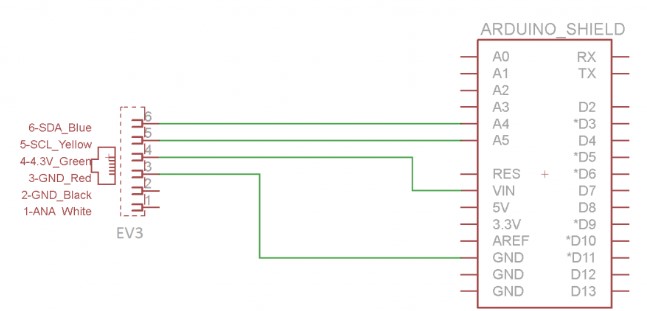 ARDUINO_SHIELD
A0 RX
A1 TX
A2
A3 D2
A4 *D3
A5 D4
*D5
RES *D6
VIN D7
5V D8
3.3V D9
AREF *D10
GND *D11
GND D12
GND D13
6-SDA_Blue 6
5-SCL_Yellow 5
4-4.3V_Green 4
3-GND_Red 3
2-GND_Black 2
1-ANA_White 1
EV3